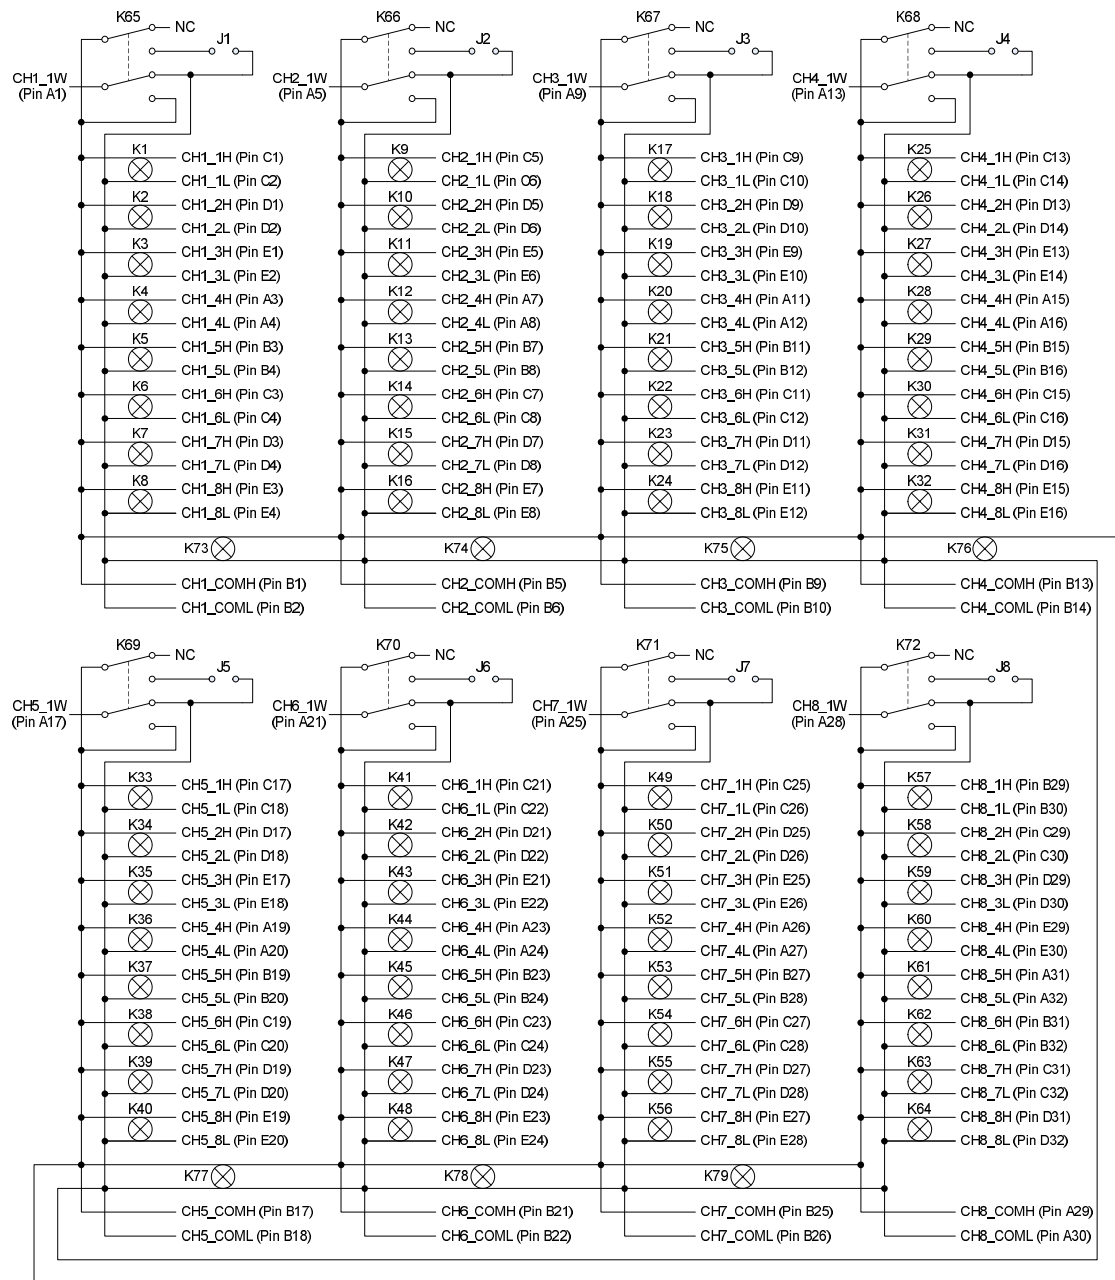 K65 K66 K67 K68
NC NC NC NC
J1 J2 J3 J4
CH1_1W CH2_1W CH3_1W CH4_1W
(Pin A1) (Pin A5) (Pin A9) (Pin A13)
K1 CH1_1H (Pin C1) K9 CH2_1H (Pin C5) K17 CH3_1H (Pin C9) K25 CH4_1H (Pin C13)
CH1_1L (Pin C2) CH2_1L (Pin C6) CH3_1L (Pin C10) CH4_1L (Pin C14)
K2 CH1_2H (Pin D1) K10 CH2_2H (Pin D5) K18 CH3_2H (Pin D9) K26 CH4_2H (Pin D13)
CH1_2L (Pin D2) CH2_2L (Pin D6) CH3_2L (Pin D10) CH4_2L (Pin D14)
K3 CH1_3H (Pin E1) K11 CH2_3H (Pin E5) K19 CH3_3H (Pin E9) K27 CH4_3H (Pin E13)
CH1_3L (Pin E2) CH2_3L (Pin E6) CH3_3L (Pin E10) CH4_3L (Pin E14)
K4 CH1_4H (Pin A3) K12 CH2_4H (Pin A7) K20 CH3_4H (Pin A11) K28 CH4_4H (Pin A15)
CH1_4L (Pin A4) CH2_4L (Pin A8) CH3_4L (Pin A12) CH4_4L (Pin A16)
K5 CH1_5H (Pin B3) K13 CH2_5H (Pin B7) K21 CH3_5H (Pin B11) K29 CH4_5H (Pin B15)
CH1_5L (Pin B4) CH2_5L (Pin B8) CH3_5L (Pin B12) CH4_5L (Pin B16)
K6 CH1_6H (Pin C3) K14 CH2_6H (Pin C7) K22 CH3_6H (Pin C11) K30 CH4_6H (Pin C15)
CH1_6L (Pin C4) CH2_6L (Pin C8) CH3_6L (Pin C12) CH4_6L (Pin C16)
K7 CH1_7H (Pin D3) K15 CH2_7H (Pin D7) K23 CH3_7H (Pin D11) K31 CH4_7H (Pin D15)
CH1_7L (Pin D4) CH2_7L (Pin D8) CH3_7L (Pin D12) CH4_7L (Pin D16)
K8 CH1_8H (Pin E3) K16 CH2_8H (Pin E7) K24 CH3_8H (Pin E11) K32 CH4_8H (Pin E15)
CH1_8L (Pin E4) CH2_8L (Pin E8) CH3_8L (Pin E12) CH4_8L (Pin E16)
K73 K74 K75 K76
CH1_COMH (Pin B1) CH2_COMH (Pin B5) CH3_COMH (Pin B9) CH4_COMH (Pin B13)
CH1_COML (Pin B2) CH2_COML (Pin B6) CH3_COML (Pin B10) CH4_COML (Pin B14)
K69 K70 K71 K72
NC NC NC NC
J5 J6 J7 J8
CH5_1W CH6_1W CH7_1W CH8_1W
(Pin A17) (Pin A21) (Pin A25) (Pin A28)
K33 CH5_1H (Pin C17) K41 CH6_1H (Pin C21) K49 CH7_1H (Pin C25) K57 CH8_1H (Pin B29)
CH5_1L (Pin C18) CH6_1L (Pin C22) CH7_1L (Pin C26) CH8_1L (Pin B30)
K34 CH5_2H (Pin D17) K42 CH6_2H (Pin D21) K50 CH7_2H (Pin D25) K58 CH8_2H (Pin C29)
CH5_2L (Pin D18) CH6_2L (Pin D22) CH7_2L (Pin D26) CH8_2L (Pin C30)
K35 CH5_3H (Pin E17) K43 CH6_3H (Pin E21) K51 CH7_3H (Pin E25) K59 CH8_3H (Pin D29)
CH5_3L (Pin E18) CH6_3L (Pin E22) CH7_3L (Pin E26) CH8_3L (Pin D30)
K36 CH5_4H (Pin A19) K44 CH6_4H (Pin A23) K52 CH7_4H (Pin A26) K60 CH8_4H (Pin E29)
CH5_4L (Pin A20) CH6_4L (Pin A24) CH7_4L (Pin A27) CH8_4L (Pin E30)
K37 CH5_5H (Pin B19) K45 CH6_5H (Pin B23) K53 CH7_5H (Pin B27) K61 CH8_5H (Pin A31)
CH5_5L (Pin B20) CH6_5L (Pin B24) CH7_5L (Pin B28) CH8_5L (Pin A32)
K38 CH5_6H (Pin C19) K46 CH6_6H (Pin C23) K54 CH7_6H (Pin C27) K62 CH8_6H (Pin B31)
CH5_6L (Pin C20) CH6_6L (Pin C24) CH7_6L (Pin C28) CH8_6L (Pin B32)
K39 CH5_7H (Pin D19) K47 CH6_7H (Pin D23) K55 CH7_7H (Pin D27) K63 CH8_7H (Pin C31)
CH5_7L (Pin D20) CH6_7L (Pin D24) CH7_7L (Pin D28) CH8_7L (Pin C32)
K40 CH5_8H (Pin E19) K48 CH6_8H (Pin E23) K56 CH7_8H (Pin E27) K64 CH8_8H (Pin D31)
CH5_8L (Pin E20) CH6_8L (Pin E24) CH7_8L (Pin E28) CH8_8L (Pin D32)
K77 K78 K79
CH5_COMH (Pin B17) CH6_COMH (Pin B21) CH7_COMH (Pin B25) CH8_COMH (Pin A29)
CH5_COML (Pin B18) CH6_COML (Pin B22) CH7_COML (Pin B26) CH8_COML (Pin A30)